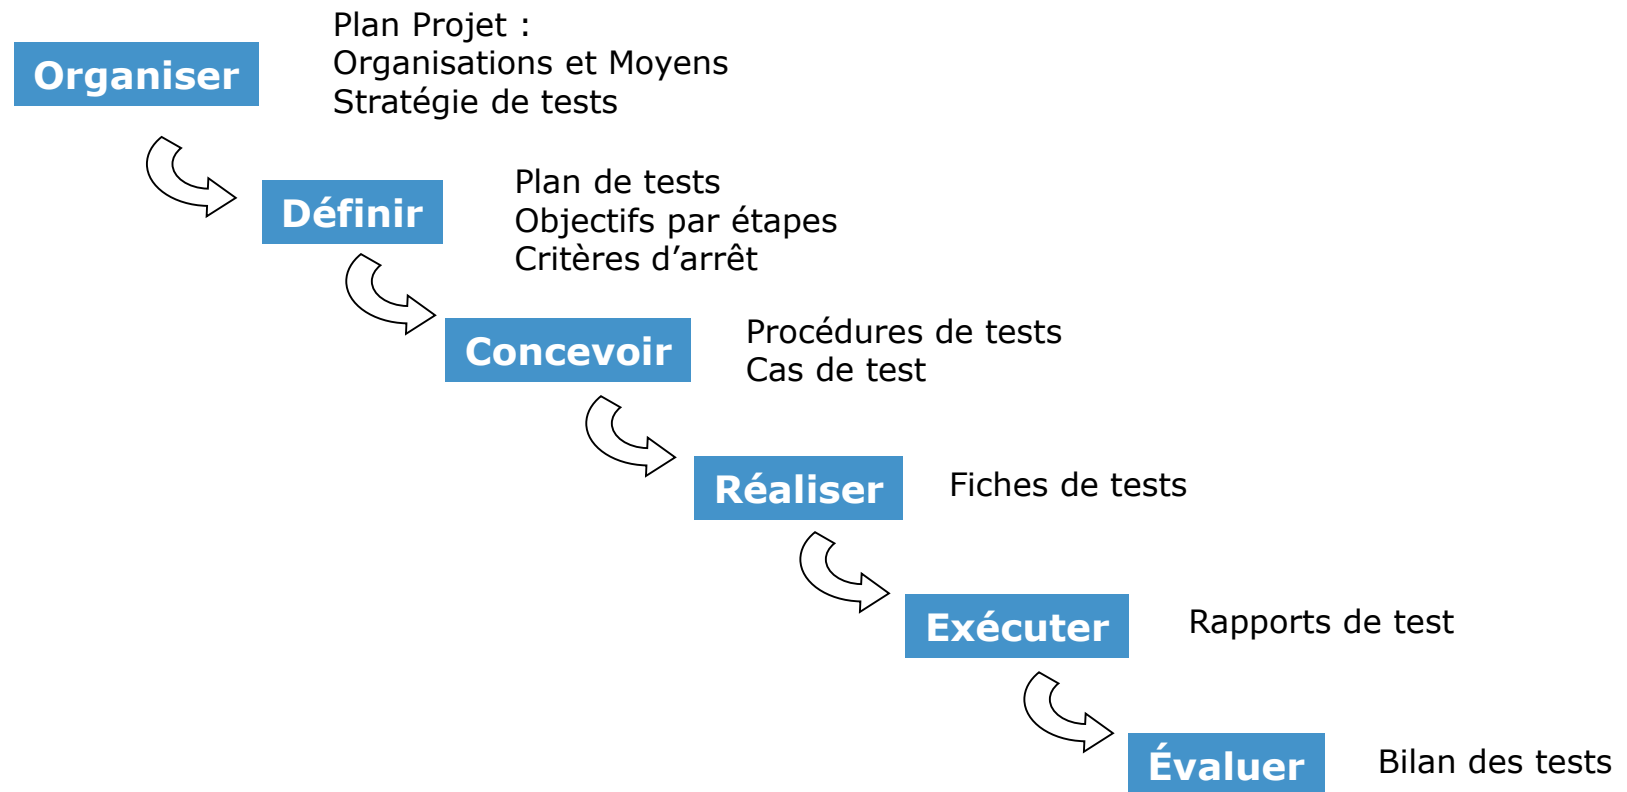 Plan Projet :
Organiser
Organisations et Moyens
Stratégie de tests
Définir
Plan de tests
Objectifs par étapes
Critères d’arrêt
Concevoir
Procédures de tests
Cas de test
Réaliser
Fiches de tests
Exécuter
Rapports de test
Évaluer
Bilan des tests